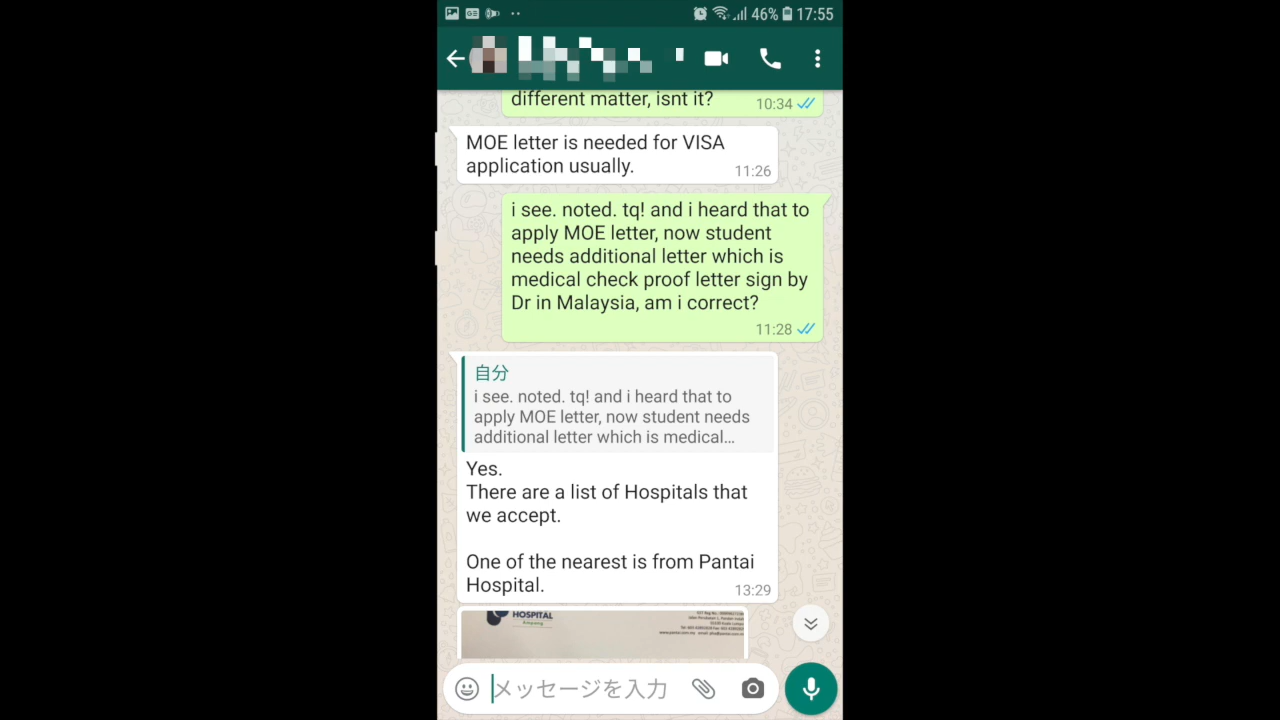 46% 17:55
different matter, isnt it?
10:34
MOE letter is needed for VISA
application usually.
11:26
i see. noted. tq! and i heard that to
apply MOE letter, now student
needs additional letter which is
medical check proof letter sign by
Dr in Malaysia, am i correct?
11:28
自分
i see. noted. tq! and i heard that to
apply MOE letter, now student needs
additional letter which is medical…
Yes.
There are a list of Hospitals that
we accept.
One of the nearest is from Pantai
Hospital.
13:29
HOSPITAL
Ampang
メッセージを入力